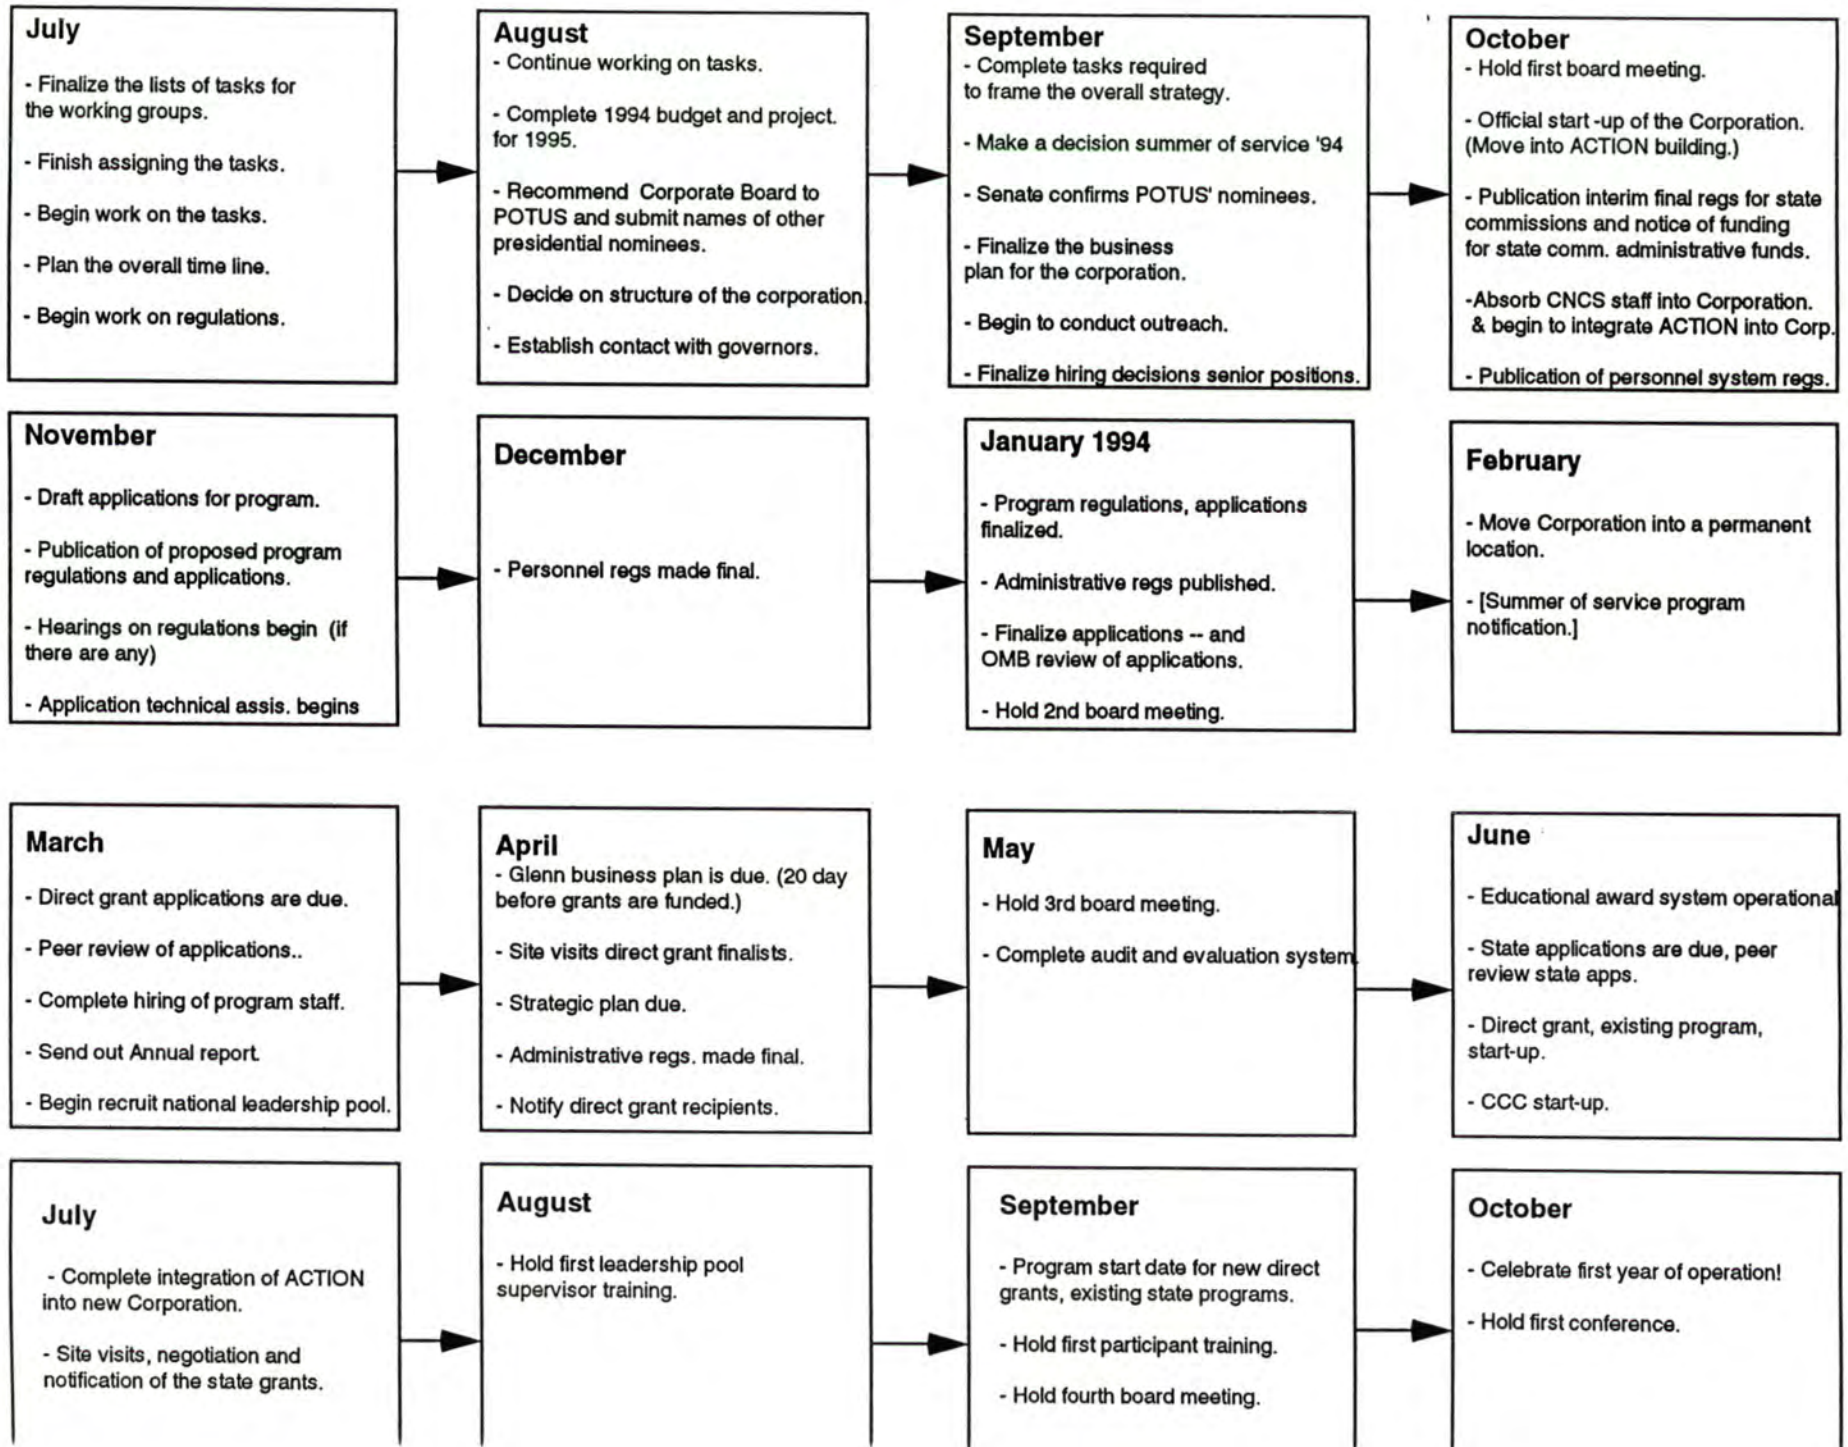 July
- Finalize the lists of tasks for
the working groups.
- Finish assigning the tasks.
- Begin work on the tasks.
- Plan the overall time line.
- Begin work on regulations.
August
- Continue working on tasks.
- Complete 1994 budget and project.
for 1995.
- Recommend Corporate Board to
POTUS and submit names of other
presidential nominees.
- Decide on structure of the corporation.
- Establish contact with governors.
September
- Complete tasks required
to frame the overall strategy.
- Make a decision summer of service '94
- Senate confirms POTUS' nominees.
- Finalize the business
plan for the corporation.
- Begin to conduct outreach.
- Finalize hiring decisions senior positions.
October
- Hold first board meeting.
- Official start -up of the Corporation.
(Move into ACTION building.)
- Publication interim final regs for state
commissions and notice of funding
for state comm. administrative funds.
-Absorb CNCS staff into Corporation.
& begin to integrate ACTION into Corp.
- Publication of personnel system regs.
November
- Draft applications for program.
- Publication of proposed program
regulations and applications.
- Hearings on regulations begin (if
there are any)
- Application technical assis. begins
December
- Personnel regs made final.
January 1994
- Program regulations, applications
finalized.
- Administrative regs published.
- Finalize applications -- and
OMB review of applications.
- Hold 2nd board meeting.
February
- Move Corporation into a permanent
location.
- [Summer of service program
notification.]
March
- Direct grant applications are due.
- Peer review of applications..
- Complete hiring of program staff.
- Send out Annual report.
- Begin recruit national leadership pool.
April
- Glenn business plan is due. (20 day
before grants are funded.)
- Site visits direct grant finalists.
- Strategic plan due.
- Administrative regs. made final.
- Notify direct grant recipients.
May
- Hold 3rd board meeting.
- Complete audit and evaluation system.
June
- Educational award system operational
- State applications are due, peer
review state apps.
- Direct grant, existing program,
start-up.
- CCC start-up.
July
- Complete integration of ACTION
into new Corporation.
- Site visits, negotiation and
notification of the state grants.
August
- Hold first leadership pool
supervisor training.
September
- Program start date for new direct
grants, existing state programs.
- Hold first participant training.
- Hold fourth board meeting.
October
- Celebrate first year of operation!
- Hold first conference.